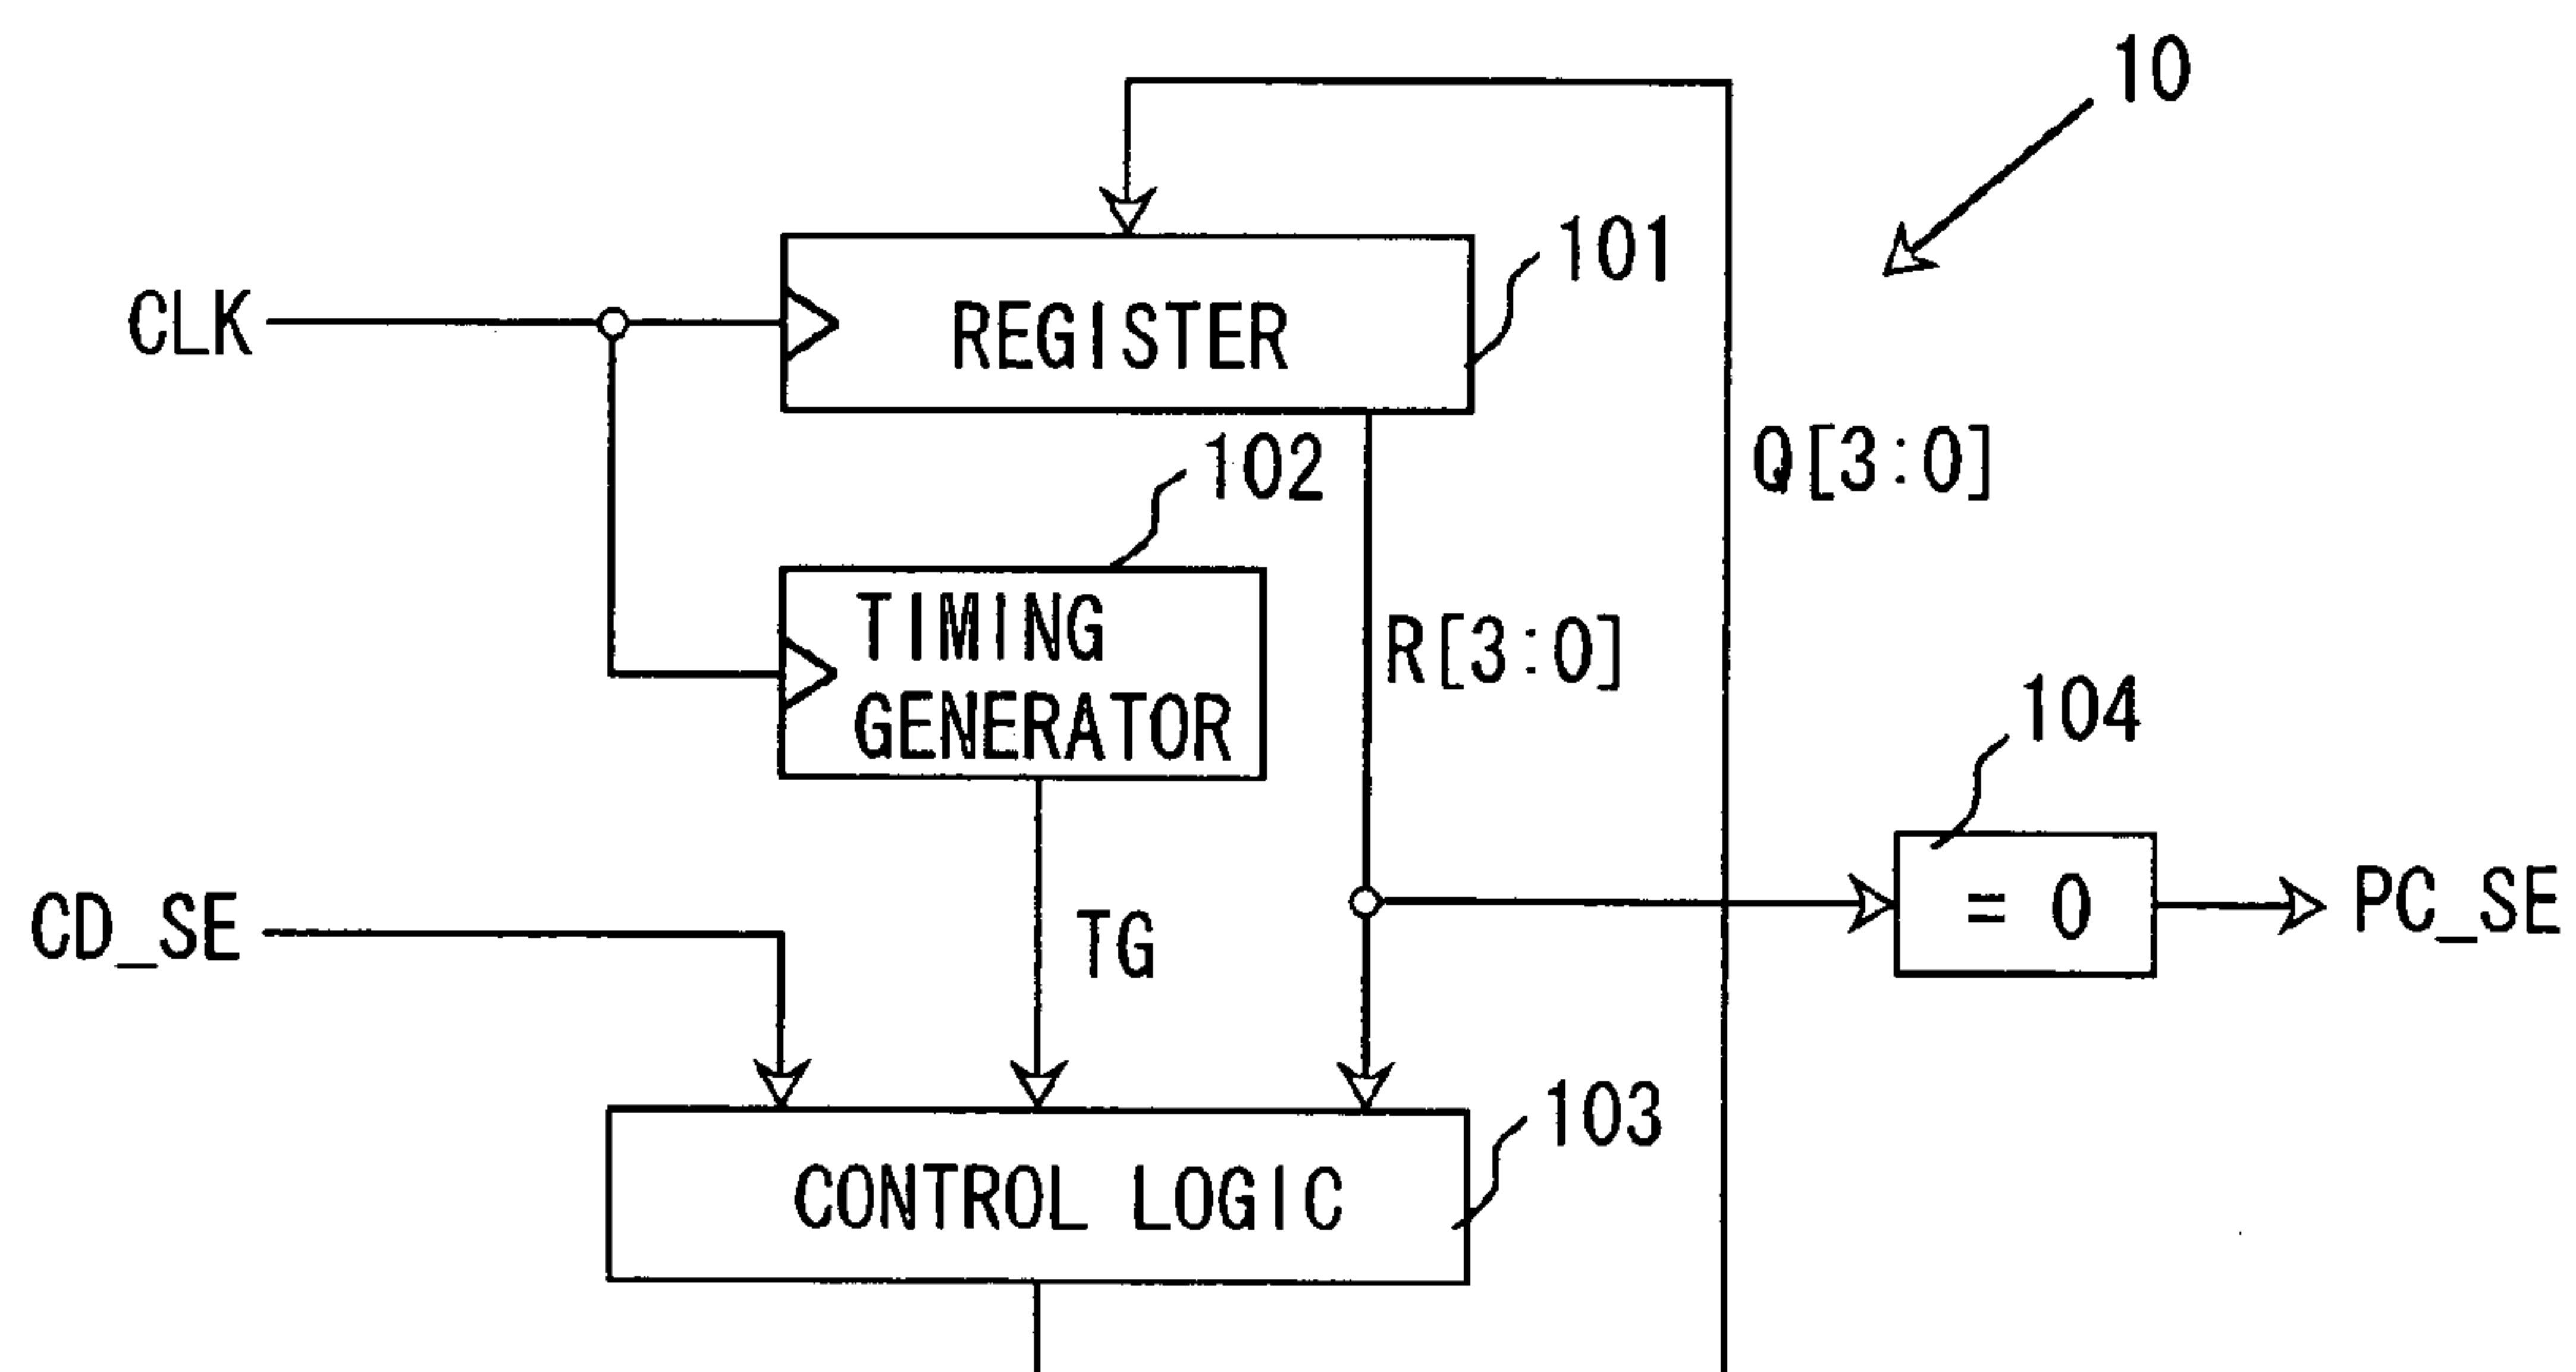 10
101
CLK
REGISTER
102
Q[3:0]
TIMING
GENERATOR
R[3:0]
104
CD_SE
TG
= 0
PC_SE
103
CONTROL LOGIC